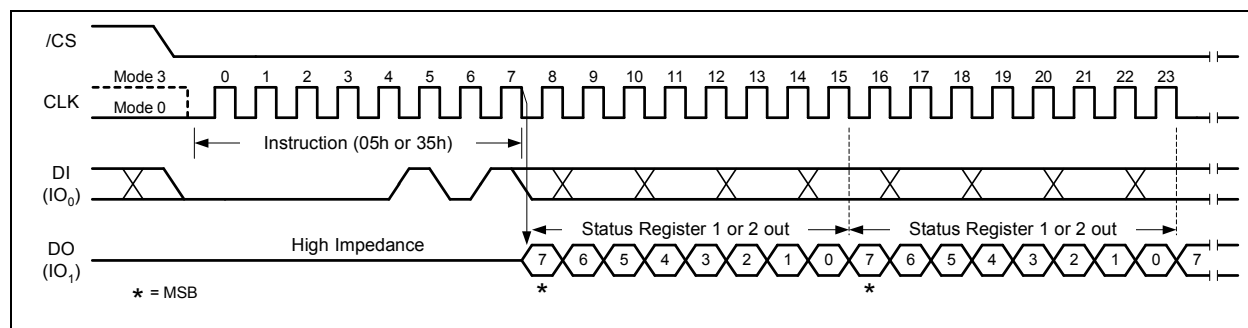 /CS
Mode 3
0 1 2 3 4 5 6 7 8 9 10 11 12 13 14 15 16 17 18 19 20 21 22 23
CLK
Mode 0
Instruction (05h or 35h)
DI
(IO0)
Status Register 1 or 2 out Status Register 1 or 2 out
High Impedance
DO
(IO1)
7 6 5 4 3 2 1 0 7 6 5 4 3 2 1 0 7
* *
* = MSB